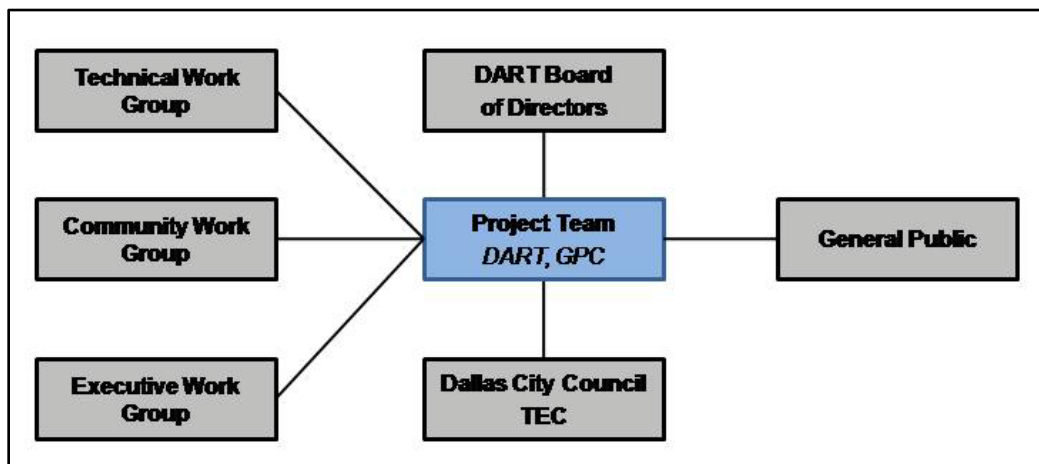 Technical Work
Group
DART Board
of Directors
Community Work
Group
Project Team
DART, GPC
General Public
Executive Work
Group
Dallas City Council
TEC